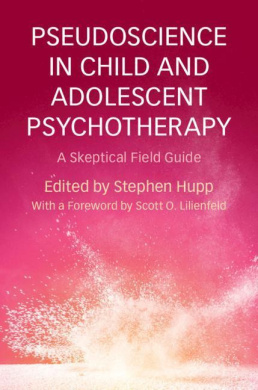 PSEUDOSCIENCE
IN CHILD AND
ADOLESCENT
PSYCHOTHERAPY
A Skeptical Field Guide
Edited by Stephen Hupp
With a Foreword by Scott O. Lilienfeld